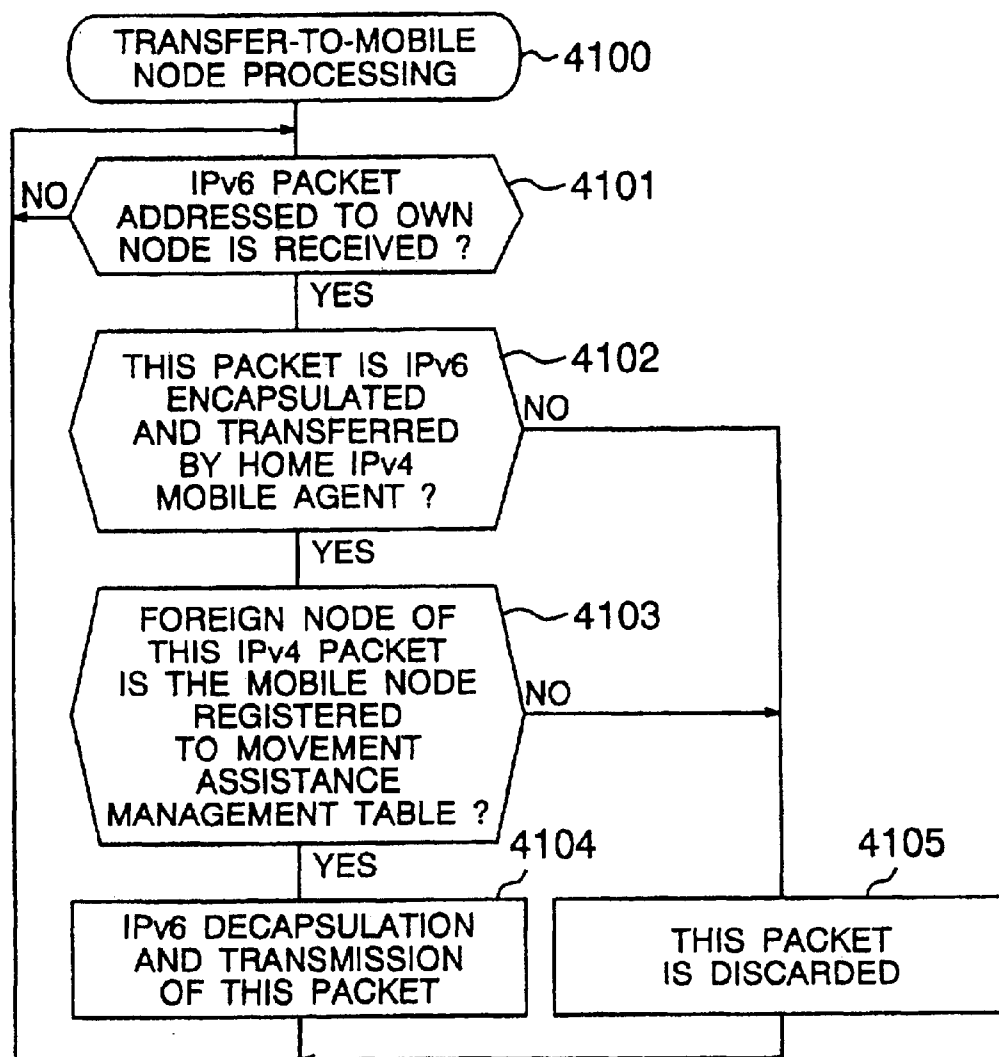 TRANSFER-TO-MOBILE
NODE PROCESSING
4100
NO
IPv6 PACKET
ADDRESSED TO OWN
NODE IS RECEIVED ?
4101
YES
THIS PACKET IS IPv6
ENCAPSULATED
AND TRANSFERRED
BY HOME IPv4
MOBILE AGENT ?
4102
NO
YES
FOREIGN NODE OF
THIS IPv4 PACKET
IS THE MOBILE NODE
REGISTERED
TO MOVEMENT
ASSISTANCE
MANAGEMENT TABLE ?
4103
NO
YES
4104
IPv6 DECAPSULATION
AND TRANSMISSION
OF THIS PACKET
4105
THIS PACKET
IS DISCARDED